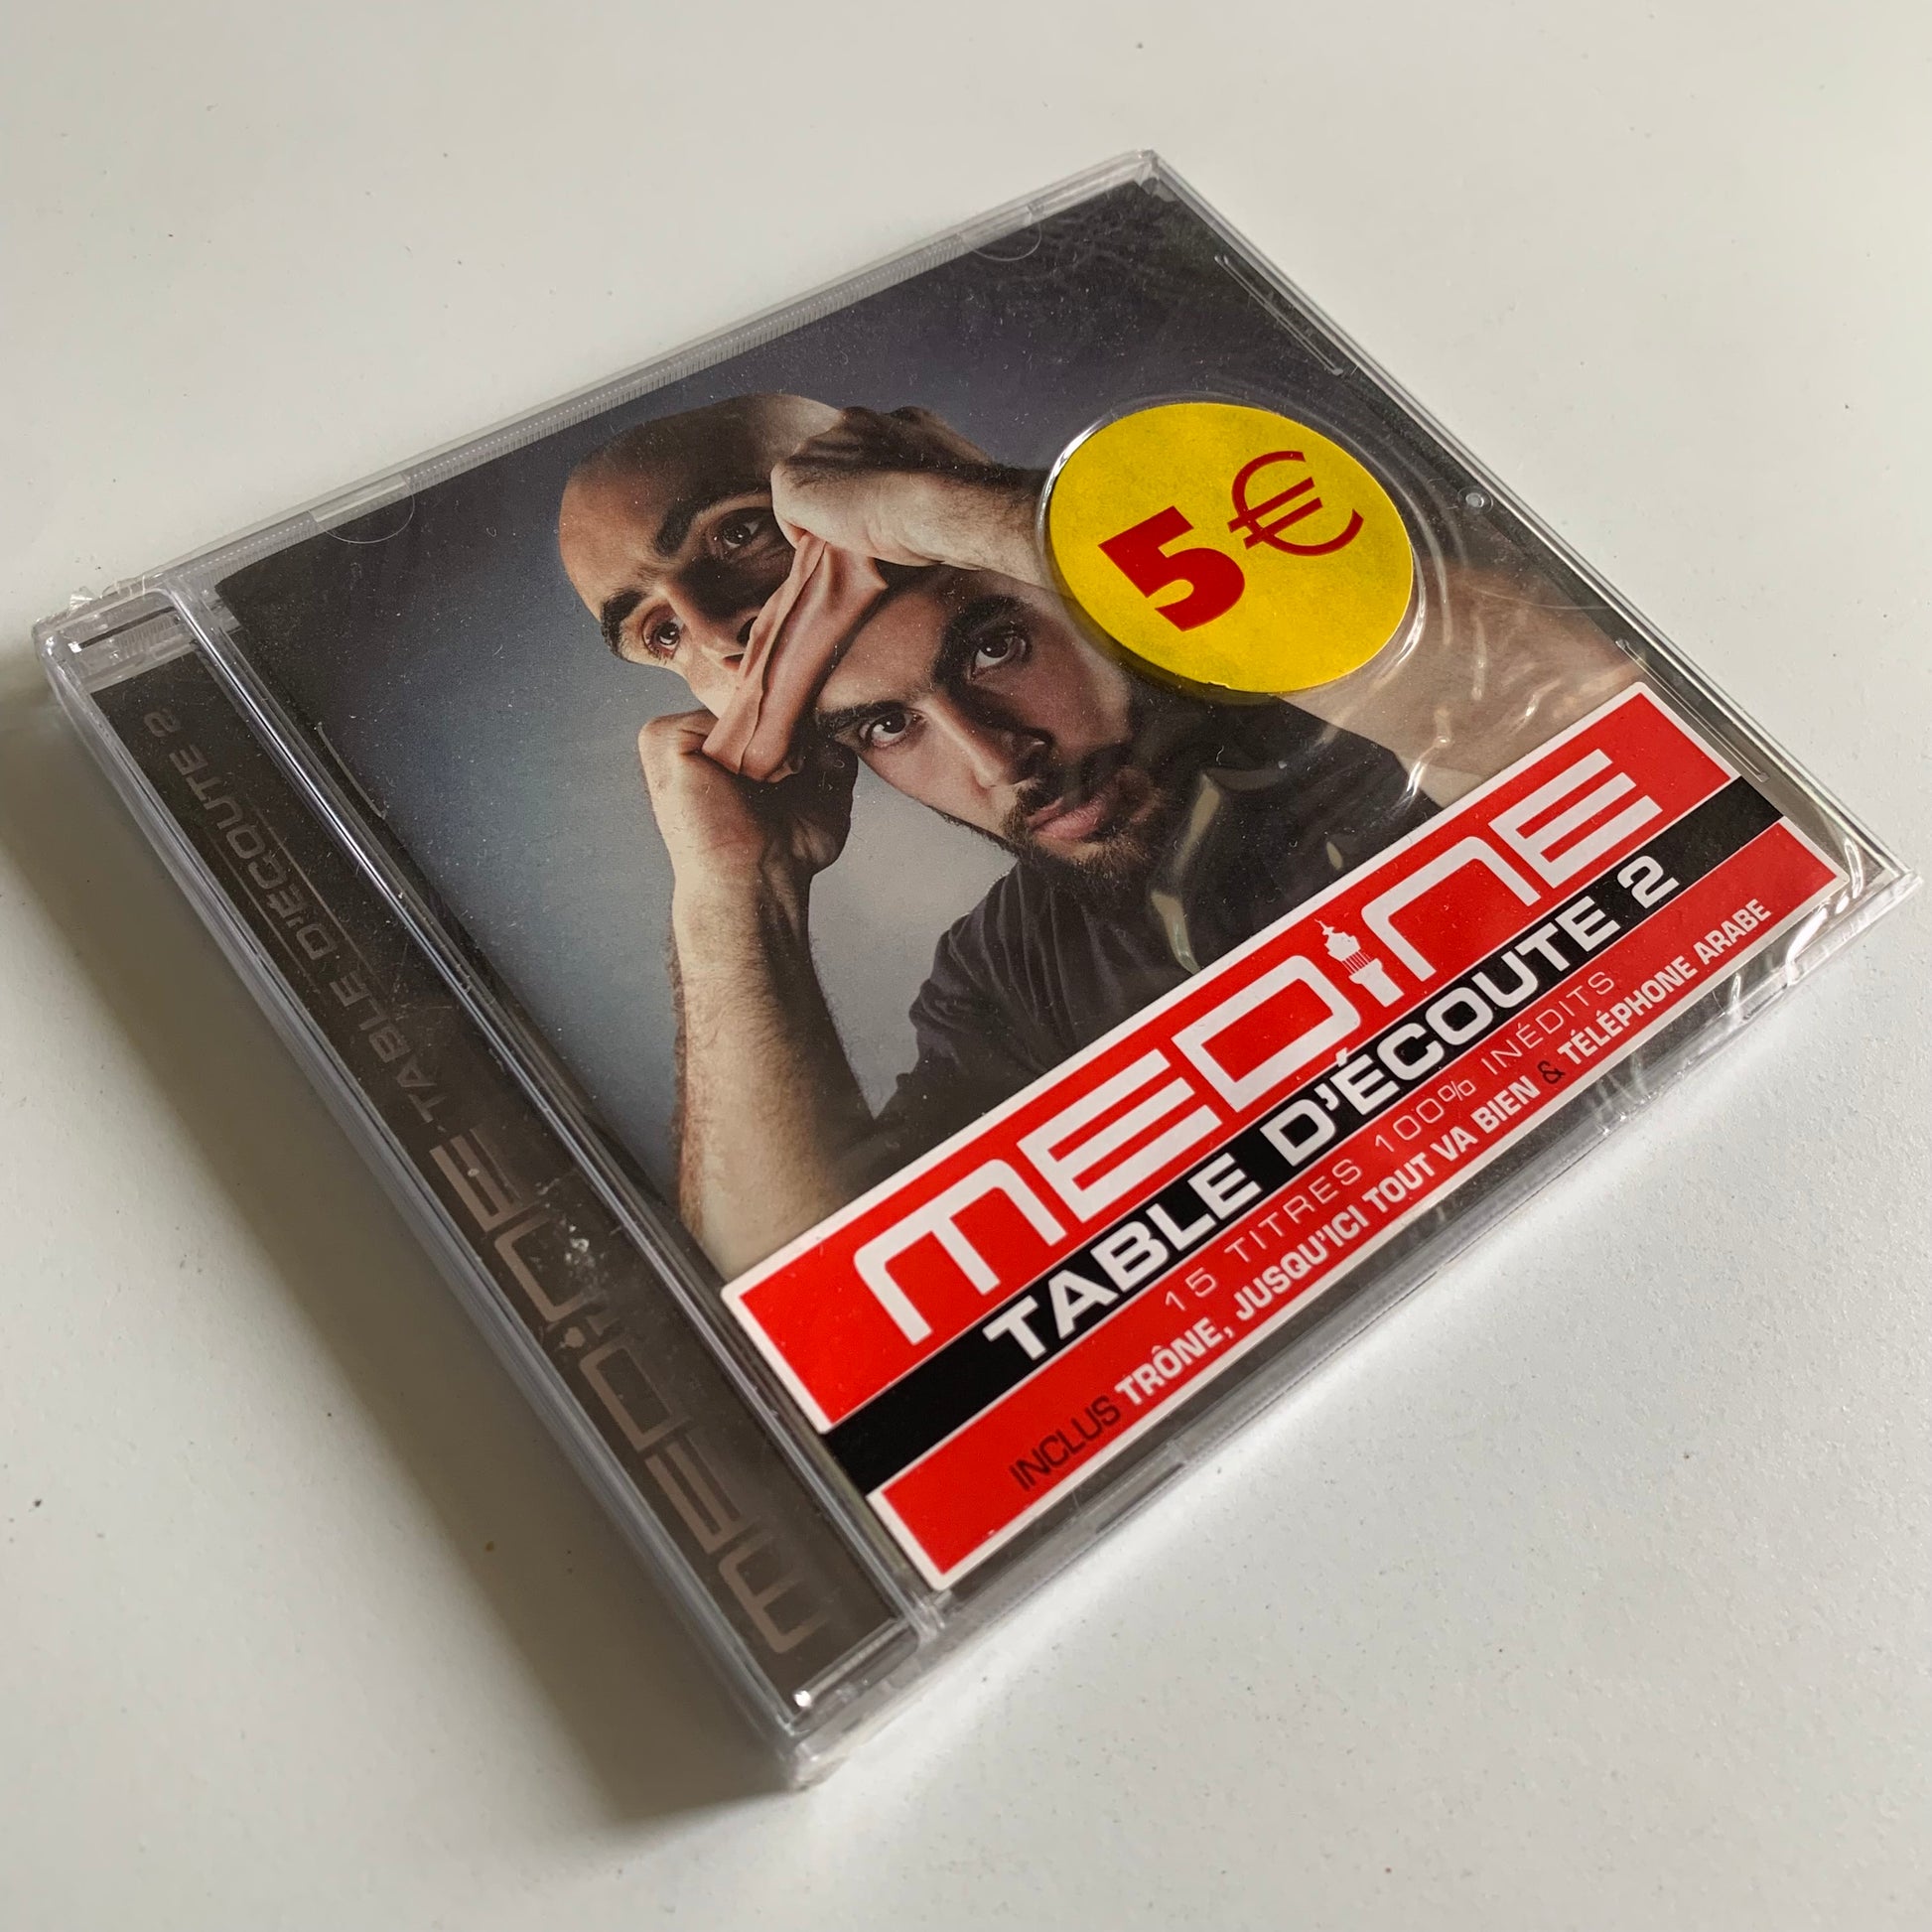 5€
MEDINE
TABLE D'ÉCOUTE 2
15 TITRES 100% INÉDITS
INCLUS TRÔNE, JUSQU'ICI TOUT VA BIEN & TÉLÉPHONE ARABE
MEDINE TABLE D'ÉCOUTE 2